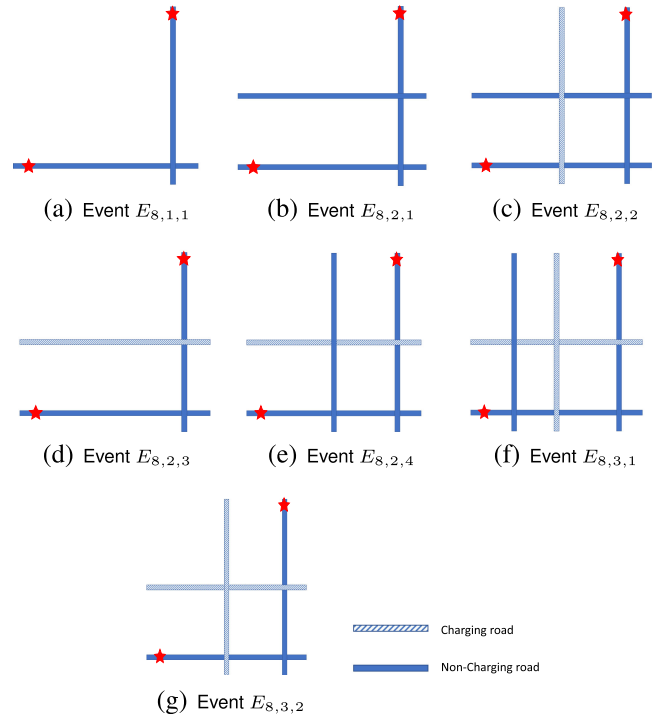 (a) Event E8,1,1
(b) Event E8,2,1
(c) Event E8,2,2
(d) Event E8,2,3
(e) Event E8,2,4
(f) Event E8,3,1
Charging road
Non-Charging road
(g) Event E8,3,2